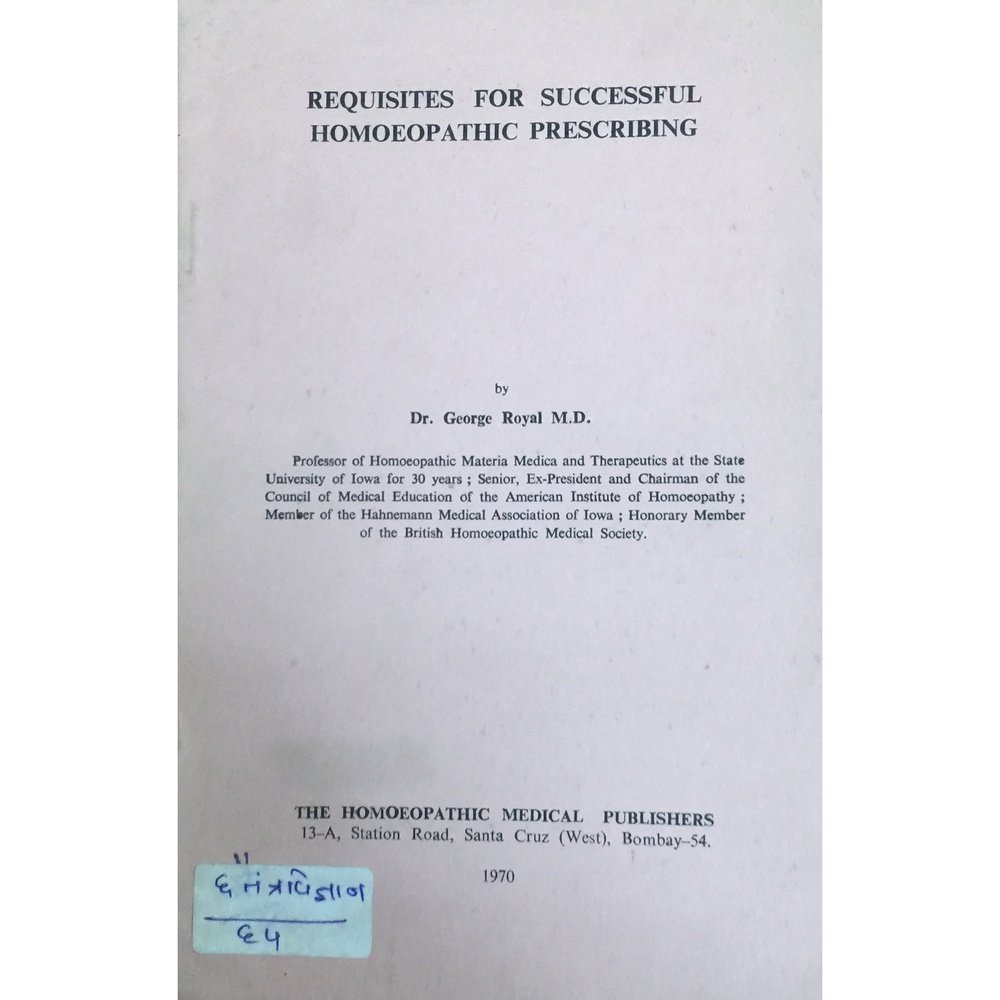 REQUISITES FOR SUCCESSFUL
HOMOEOPATHIC PRESCRIBING
by
Dr. George Royal M.D.
Professor of Homoeopathic Materia Medica and Therapeutics at the State
University of Iowa for 30 years ; Senior, Ex-President and Chairman of the
Council of Medical Education of the American Institute of Homoeopathy ;
Member of the Hahnemann Medical Association of Iowa ; Honorary Member
of the British Homoeopathic Medical Society.
THE HOMOEOPATHIC MEDICAL PUBLISHERS
13–A, Station Road, Santa Cruz (West), Bombay–54.
1970
૬૫